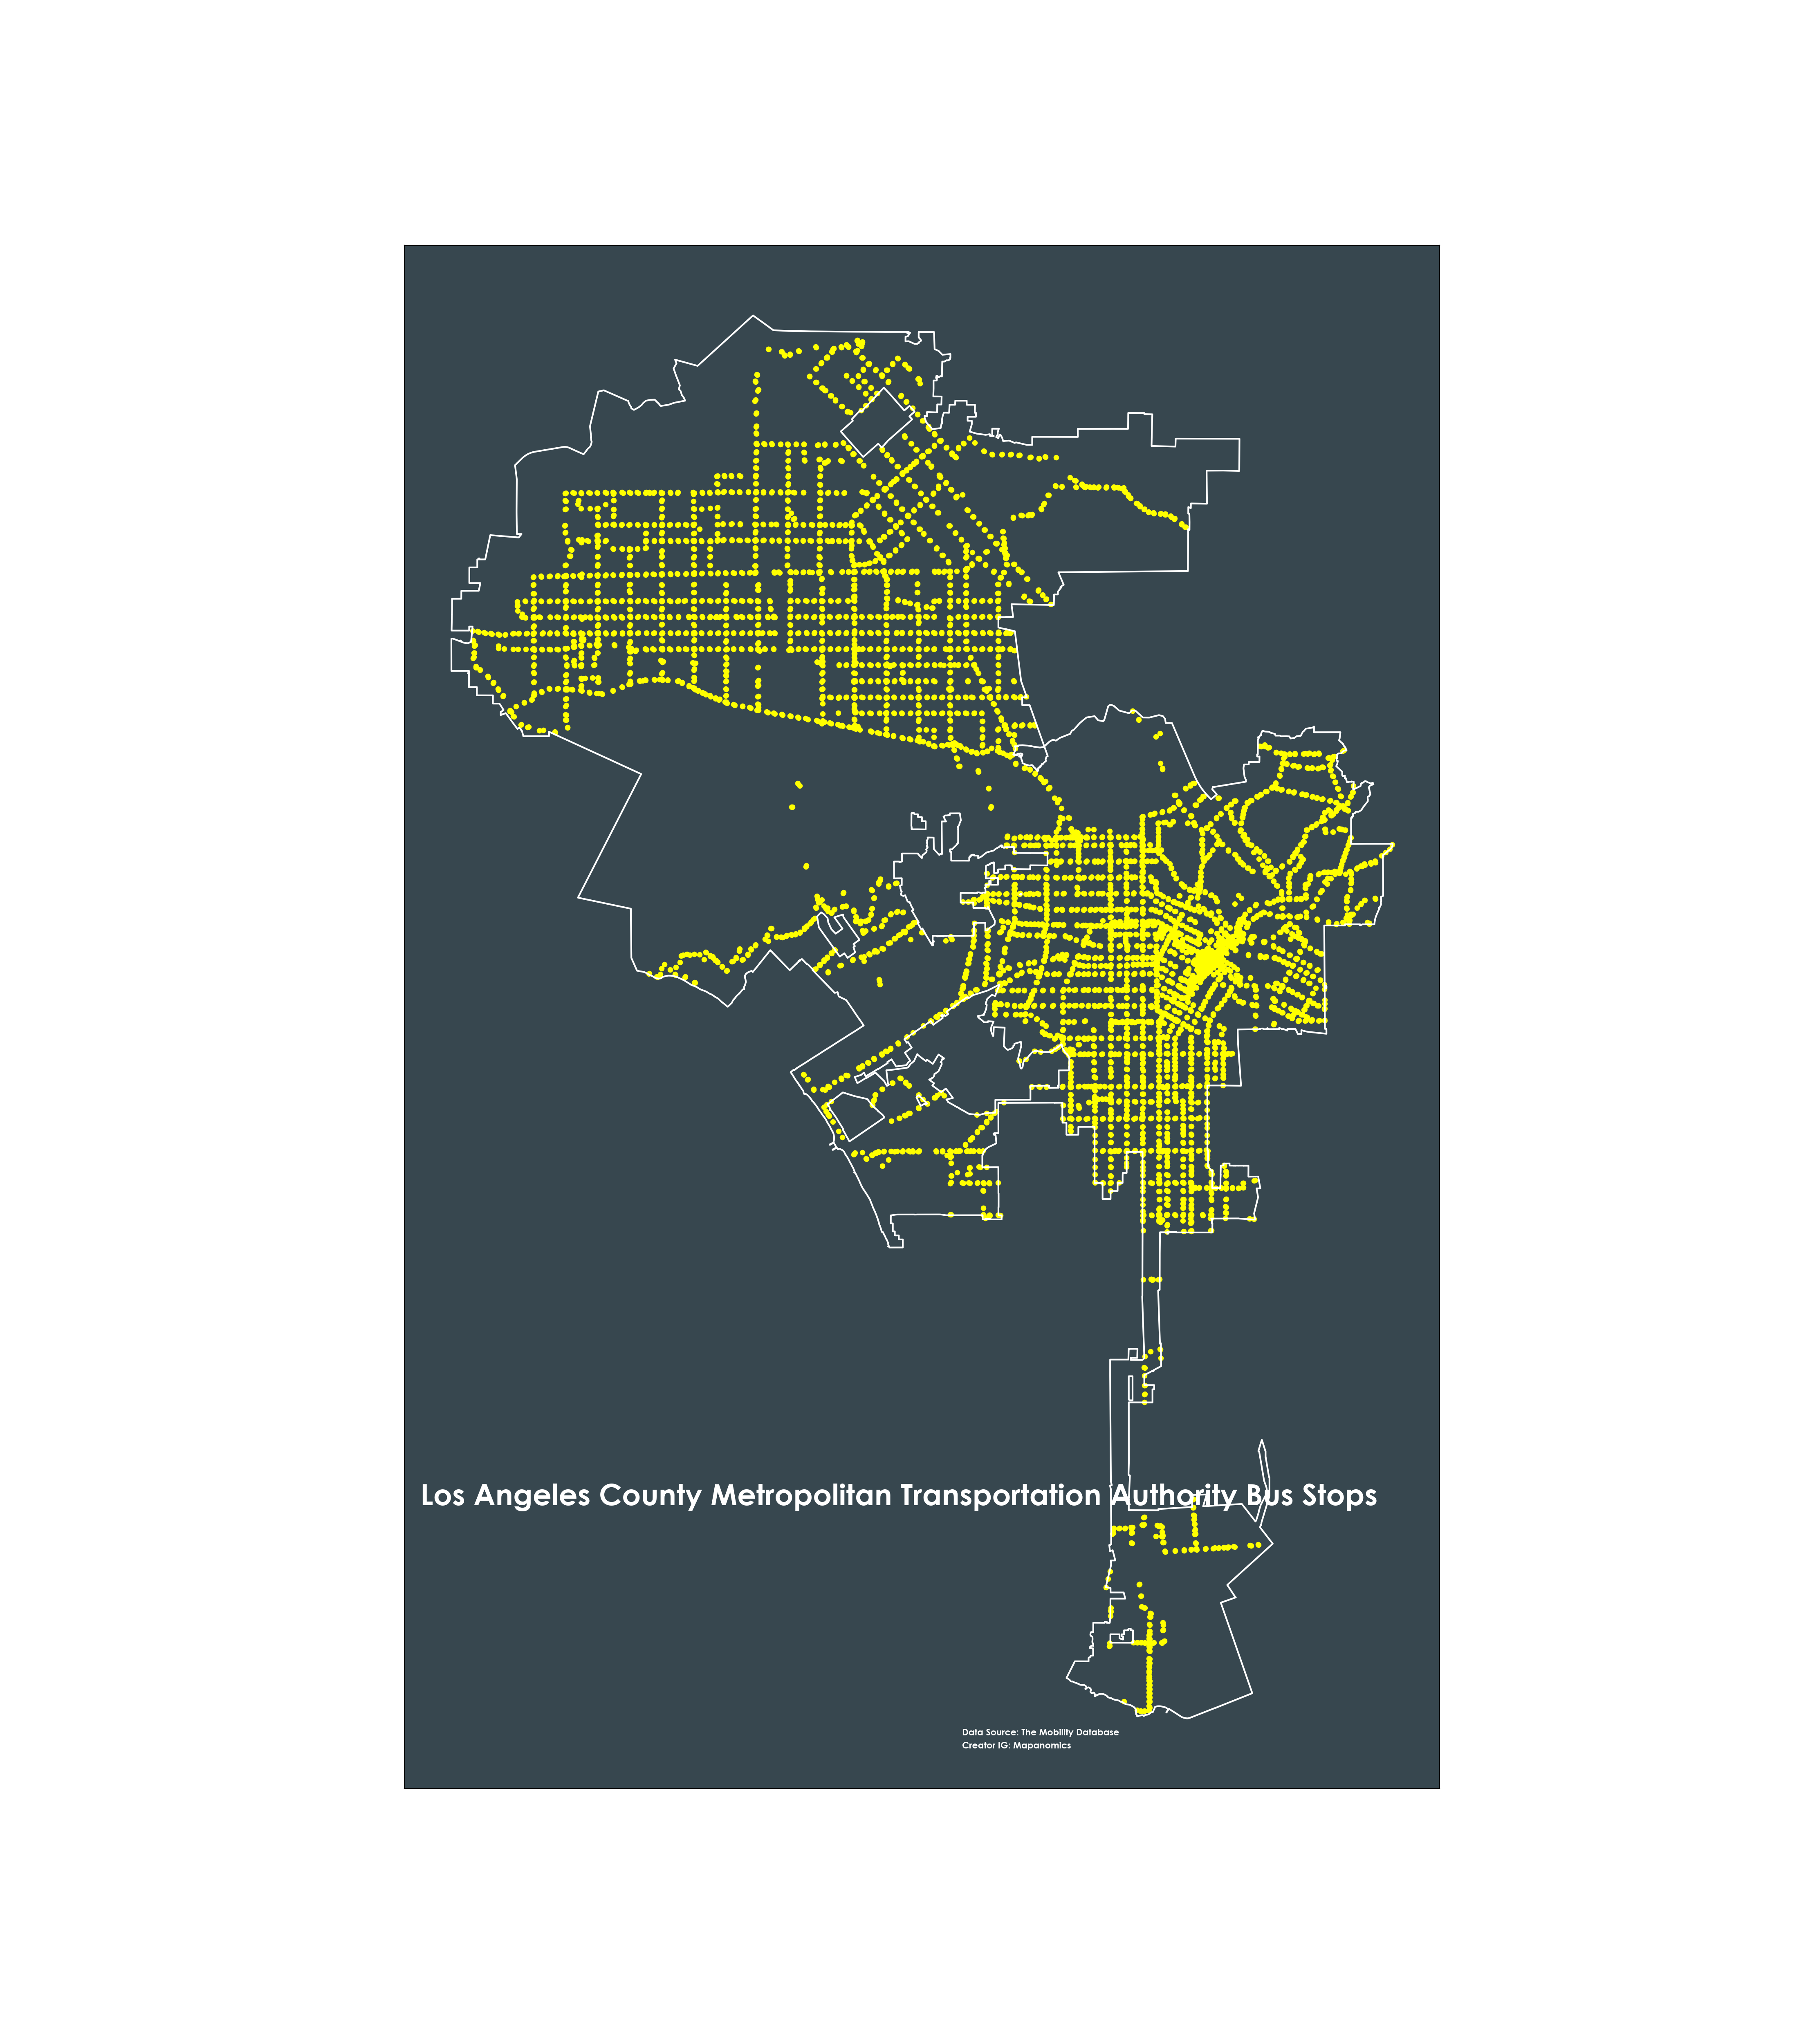 Los Angeles County Metropolitan Transportation Authority Bus Stops
Data Source: The Mobility Database
Creator IG: Mapanomics